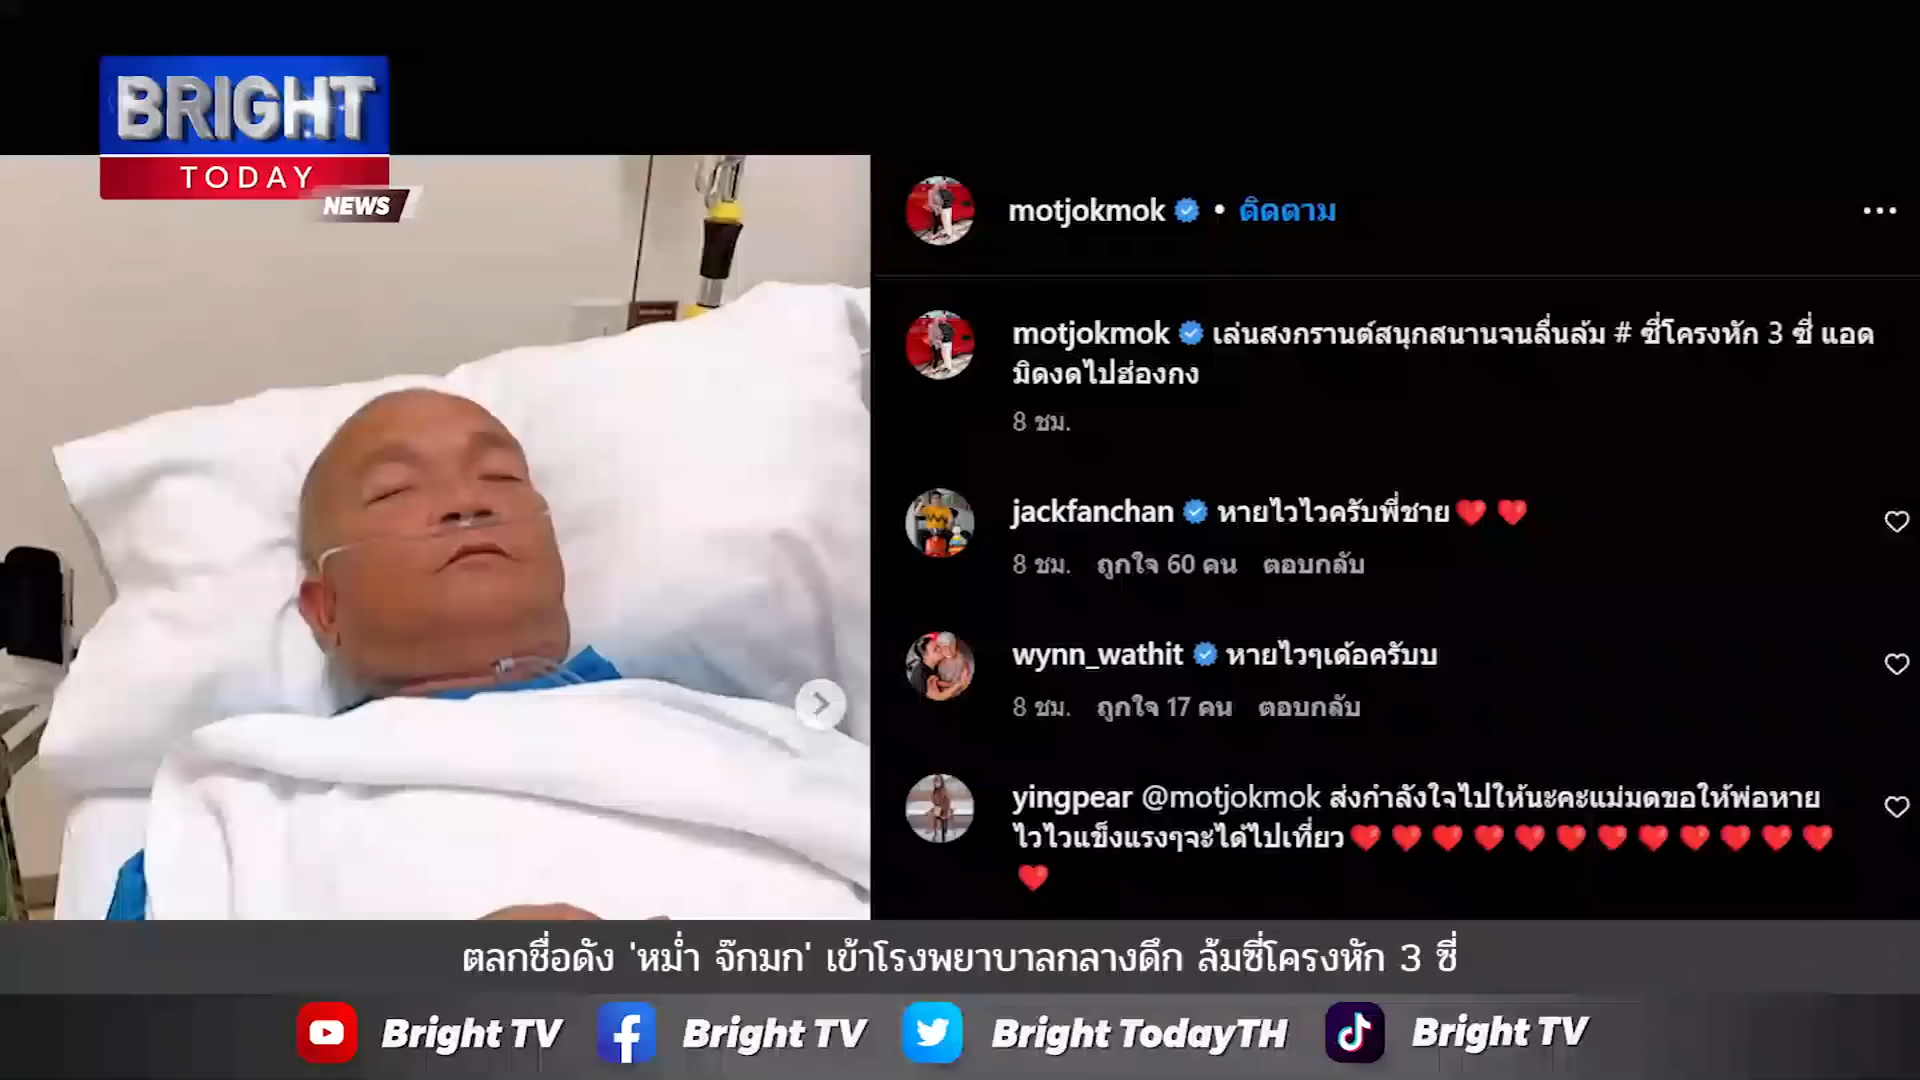 BRIGHT
TODAY
NEWS
motjokmok • ติดตาม
motjokmok เล่นสงกรานต์สนุกสนานจนลื่นล้ม # ซี่โครงหัก 3 ซี่ แอด
มิดงดไปฮ่องกง
8 ชม.
jackfanchan หายไวไวครับพี่ชาย❤️ ❤️
8 ชม. ถูกใจ 60 คน ตอบกลับ
wynn_wathit หายไวๆเด้อครับบ
8 ชม. ถูกใจ 17 คน ตอบกลับ
yingpear @motjokmok ส่งกำลังใจไปให้นะคะแม่มดขอให้พ่อหาย
ไวไวแข็งแรงๆจะได้ไปเที่ยว❤️❤️❤️❤️❤️❤️❤️❤️❤️❤️❤️❤️
❤️
ตลกชื่อดัง 'หม่ำ จ๊กมก' เข้าโรงพยาบาลกลางดึก ล้มซี่โครงหัก 3 ซี่
Bright TV Bright TV Bright TodayTH Bright TV